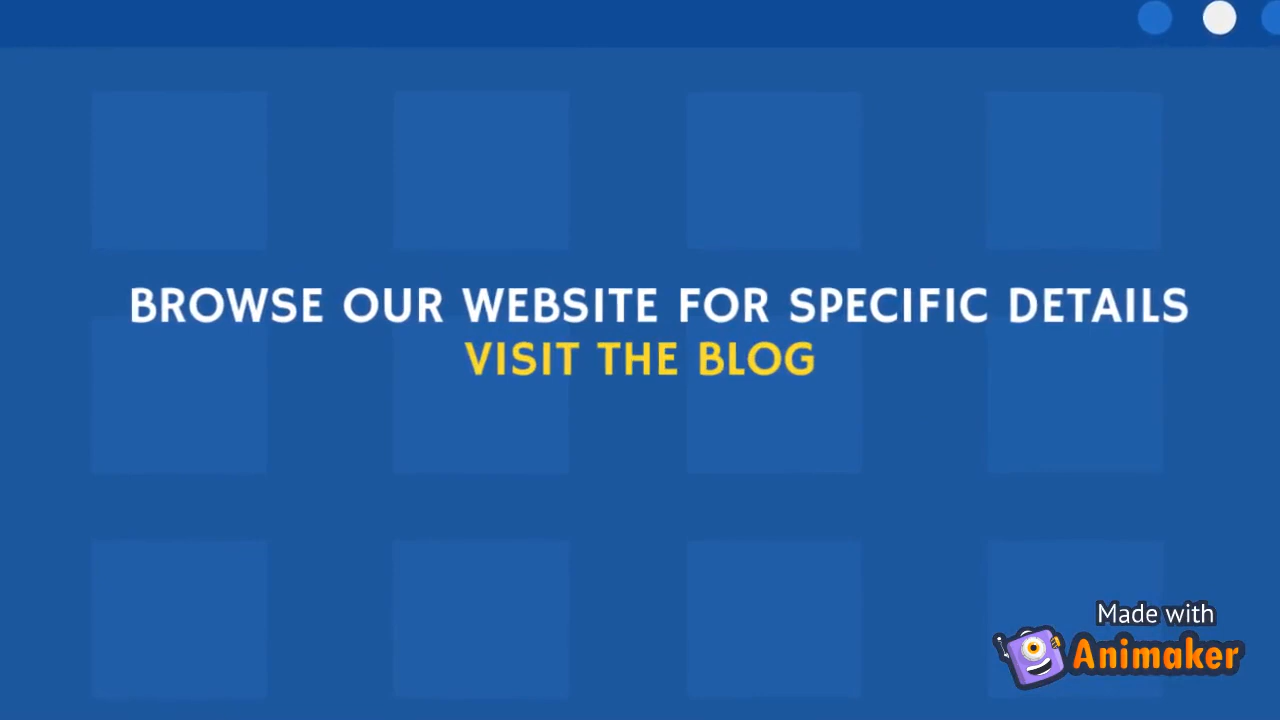 BROWSE OUR WEBSITE FOR SPECIFIC DETAILS
VISIT THE BLOG
Made with
Animaker